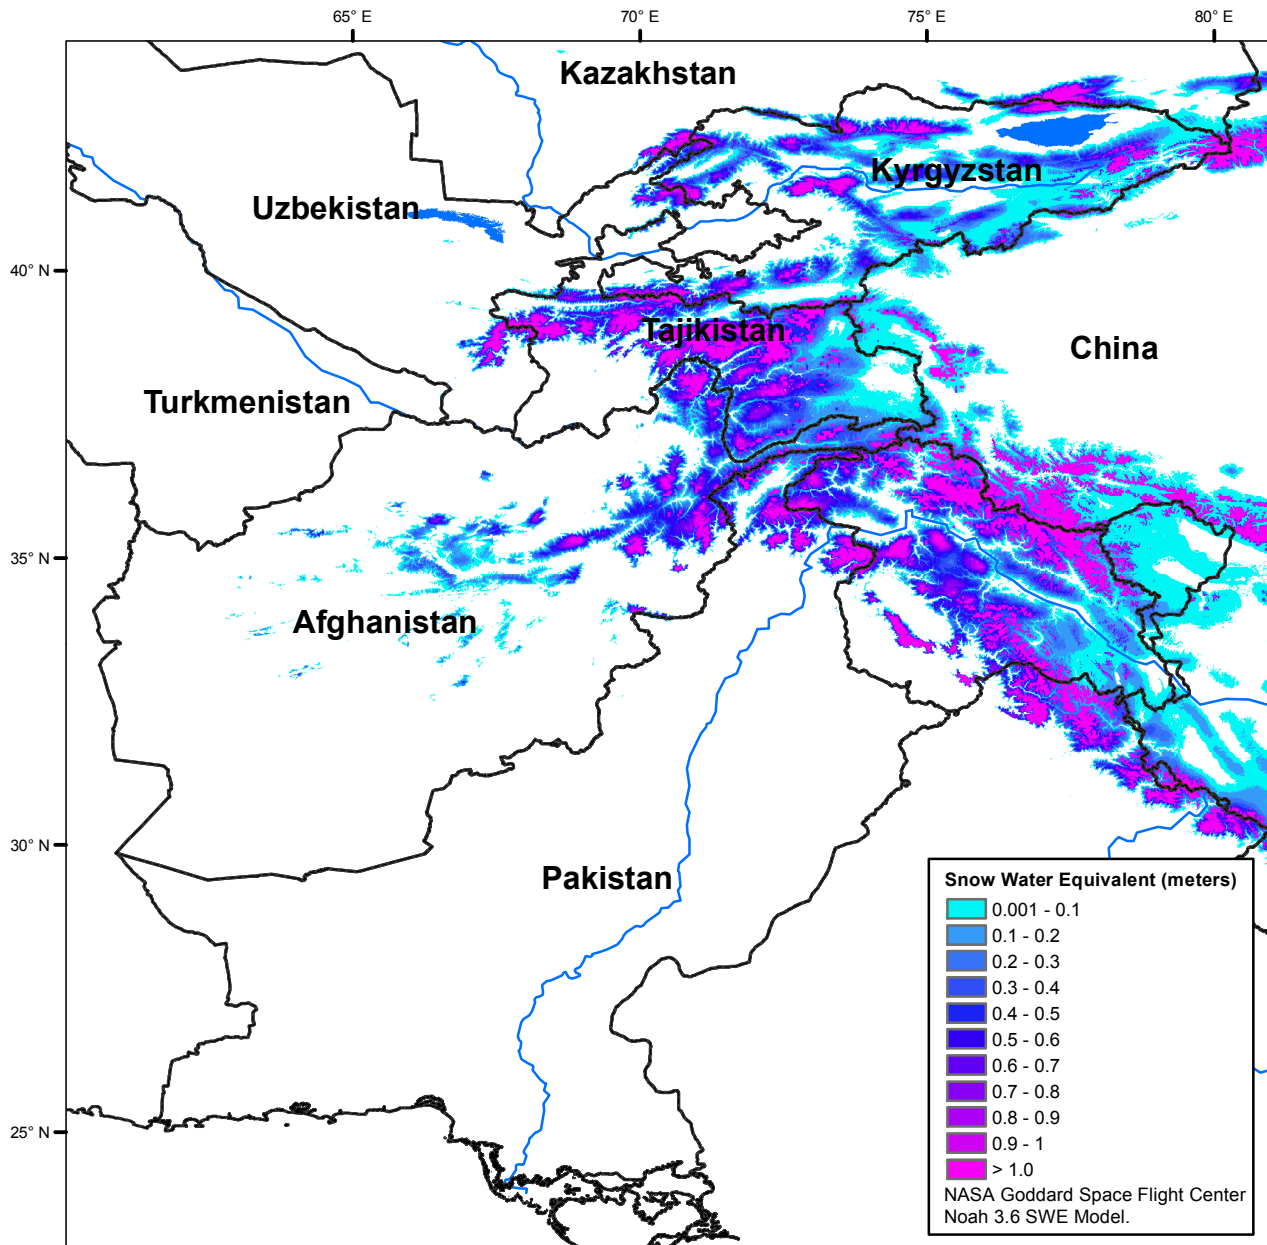 65° E
70° E
75° E
80° E
Kazakhstan
Kyrgyzstan
Uzbekistan
40° N
Tajikistan
China
Turkmenistan
35° N
Afghanistan
30° N
Pakistan
25° N
Snow Water Equivalent (meters)
0.001 - 0.1
0.1 - 0.2
0.2 - 0.3
0.3 - 0.4
0.4 - 0.5
0.5 - 0.6
0.6 - 0.7
0.7 - 0.8
0.8 - 0.9
0.9 - 1
> 1.0
NASA Goddard Space Flight Center
Noah 3.6 SWE Model.